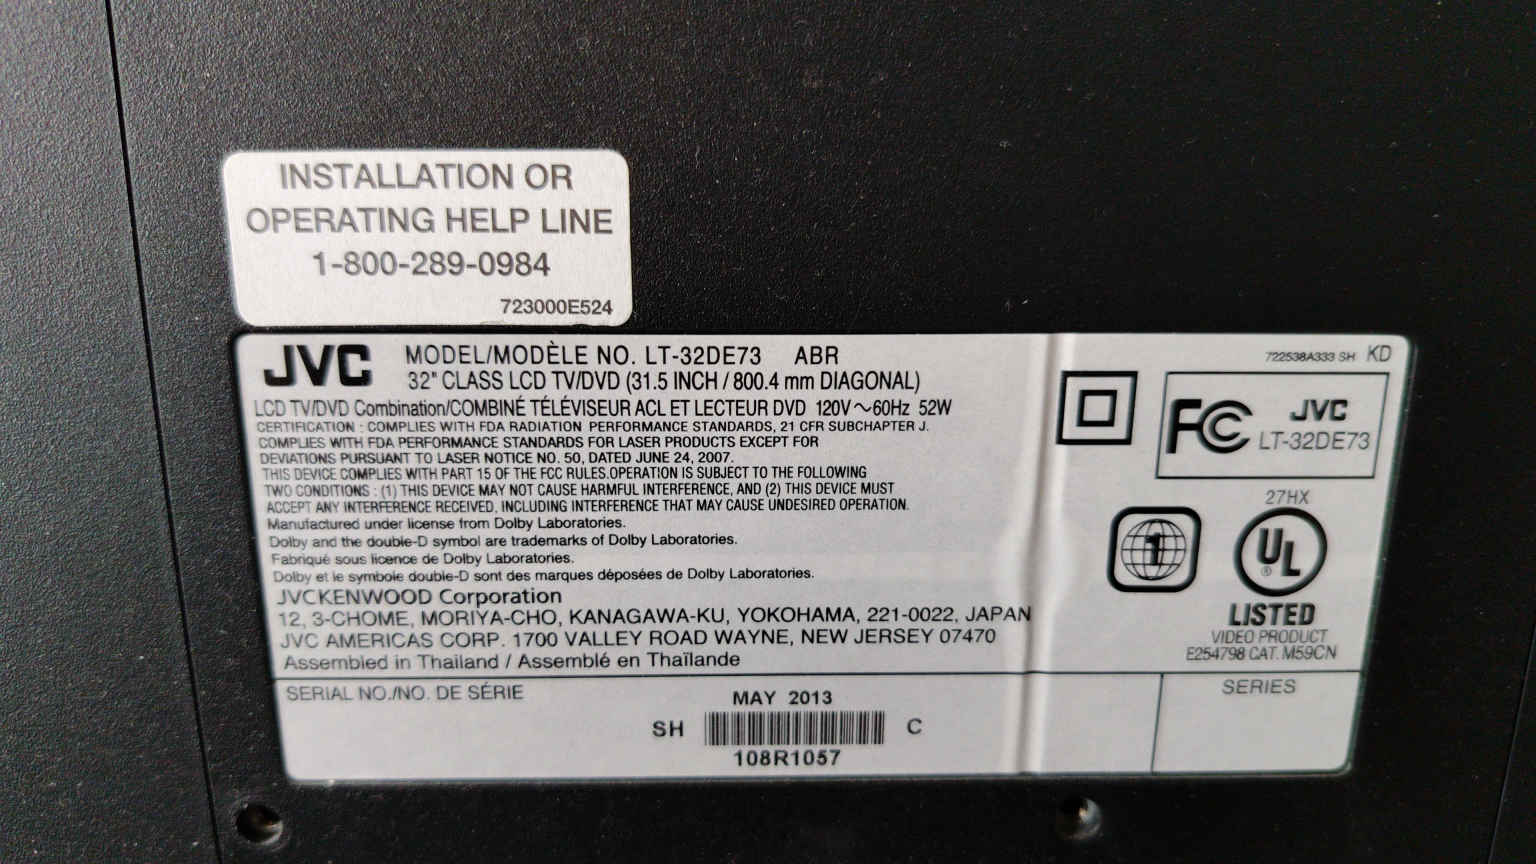 INSTALLATION OR
OPERATING HELP LINE
1-800-289-0984
723000E524
JVC MODEL/MODÈLE NO. LT-32DE73 ABR
32" CLASS LCD TV/DVD (31.5 INCH / 800.4 mm DIAGONAL)
LCD TV/DVD Combination/COMBINÉ TÉLÉVISEUR ACL ET LECTEUR DVD 120V～60Hz 52W
CERTIFICATION : COMPLIES WITH FDA RADIATION PERFORMANCE STANDARDS, 21 CFR SUBCHAPTER J.
COMPLIES WITH FDA PERFORMANCE STANDARDS FOR LASER PRODUCTS EXCEPT FOR
DEVIATIONS PURSUANT TO LASER NOTICE NO. 50, DATED JUNE 24, 2007.
THIS DEVICE COMPLIES WITH PART 15 OF THE FCC RULES.OPERATION IS SUBJECT TO THE FOLLOWING
TWO CONDITIONS : (1) THIS DEVICE MAY NOT CAUSE HARMFUL INTERFERENCE, AND (2) THIS DEVICE MUST
ACCEPT ANY INTERFERENCE RECEIVED, INCLUDING INTERFERENCE THAT MAY CAUSE UNDESIRED OPERATION.
Manufactured under license from Dolby Laboratories.
Dolby and the double-D symbol are trademarks of Dolby Laboratories.
Fabriqué sous licence de Dolby Laboratories.
Dolby et le symbole double-D sont des marques déposées de Dolby Laboratories.
JVCKENWOOD Corporation
12, 3-CHOME, MORIYA-CHO, KANAGAWA-KU, YOKOHAMA, 221-0022, JAPAN
JVC AMERICAS CORP. 1700 VALLEY ROAD WAYNE, NEW JERSEY 07470
Assembled in Thailand / Assemblé en Thaïlande
722538A333 SH KD
FC JVC
LT-32DE73
27HX
1
UL ®
LISTED
VIDEO PRODUCT
E254798 CAT. M59CN
SERIAL NO./NO. DE SÉRIE
MAY 2013
SH C
108R1057
SERIES